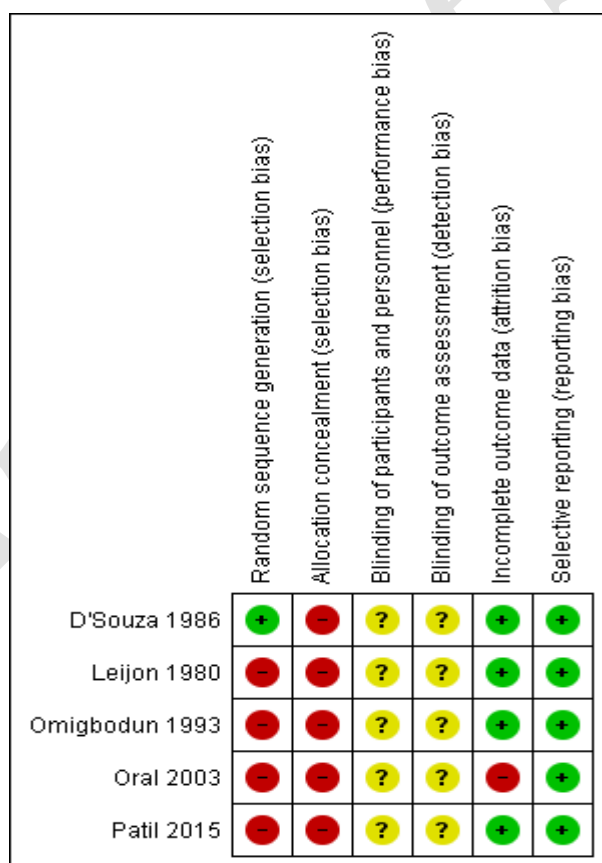 Random sequence generation (selection bias)
Allocation concealment (selection bias)
Blinding of participants and personnel (performance bias)
Blinding of outcome assessment (detection bias)
Incomplete outcome data (attrition bias)
Selective reporting (reporting bias)
D'Souza 1986 + - ? ? + +
Leijon 1980 - - ? ? + +
Omigbodun 1993 - - ? ? + +
Oral 2003 - - ? ? - +
Patil 2015 - - ? ? + +